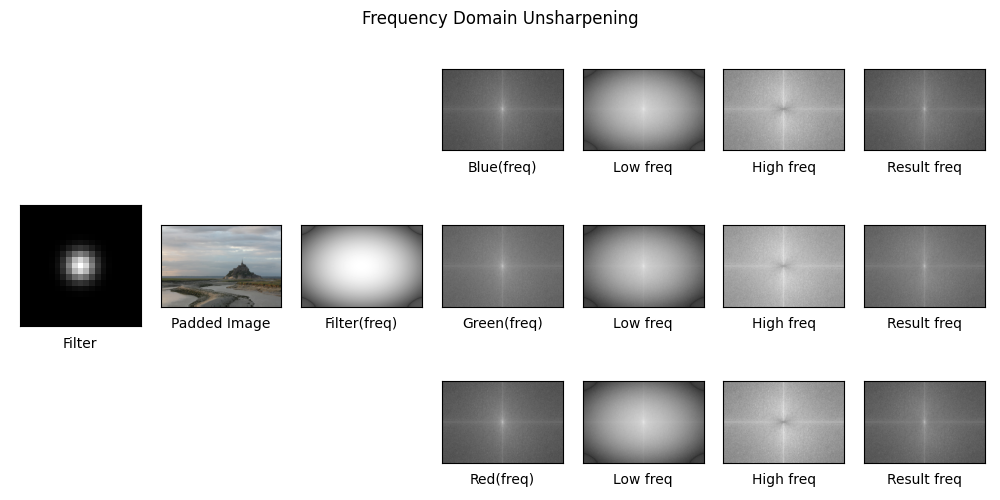 Frequency Domain Unsharpening
Blue(freq)
Low freq
High freq
Result freq
Filter
Padded Image
Filter(freq)
Green(freq)
Low freq
High freq
Result freq
Red(freq)
Low freq
High freq
Result freq